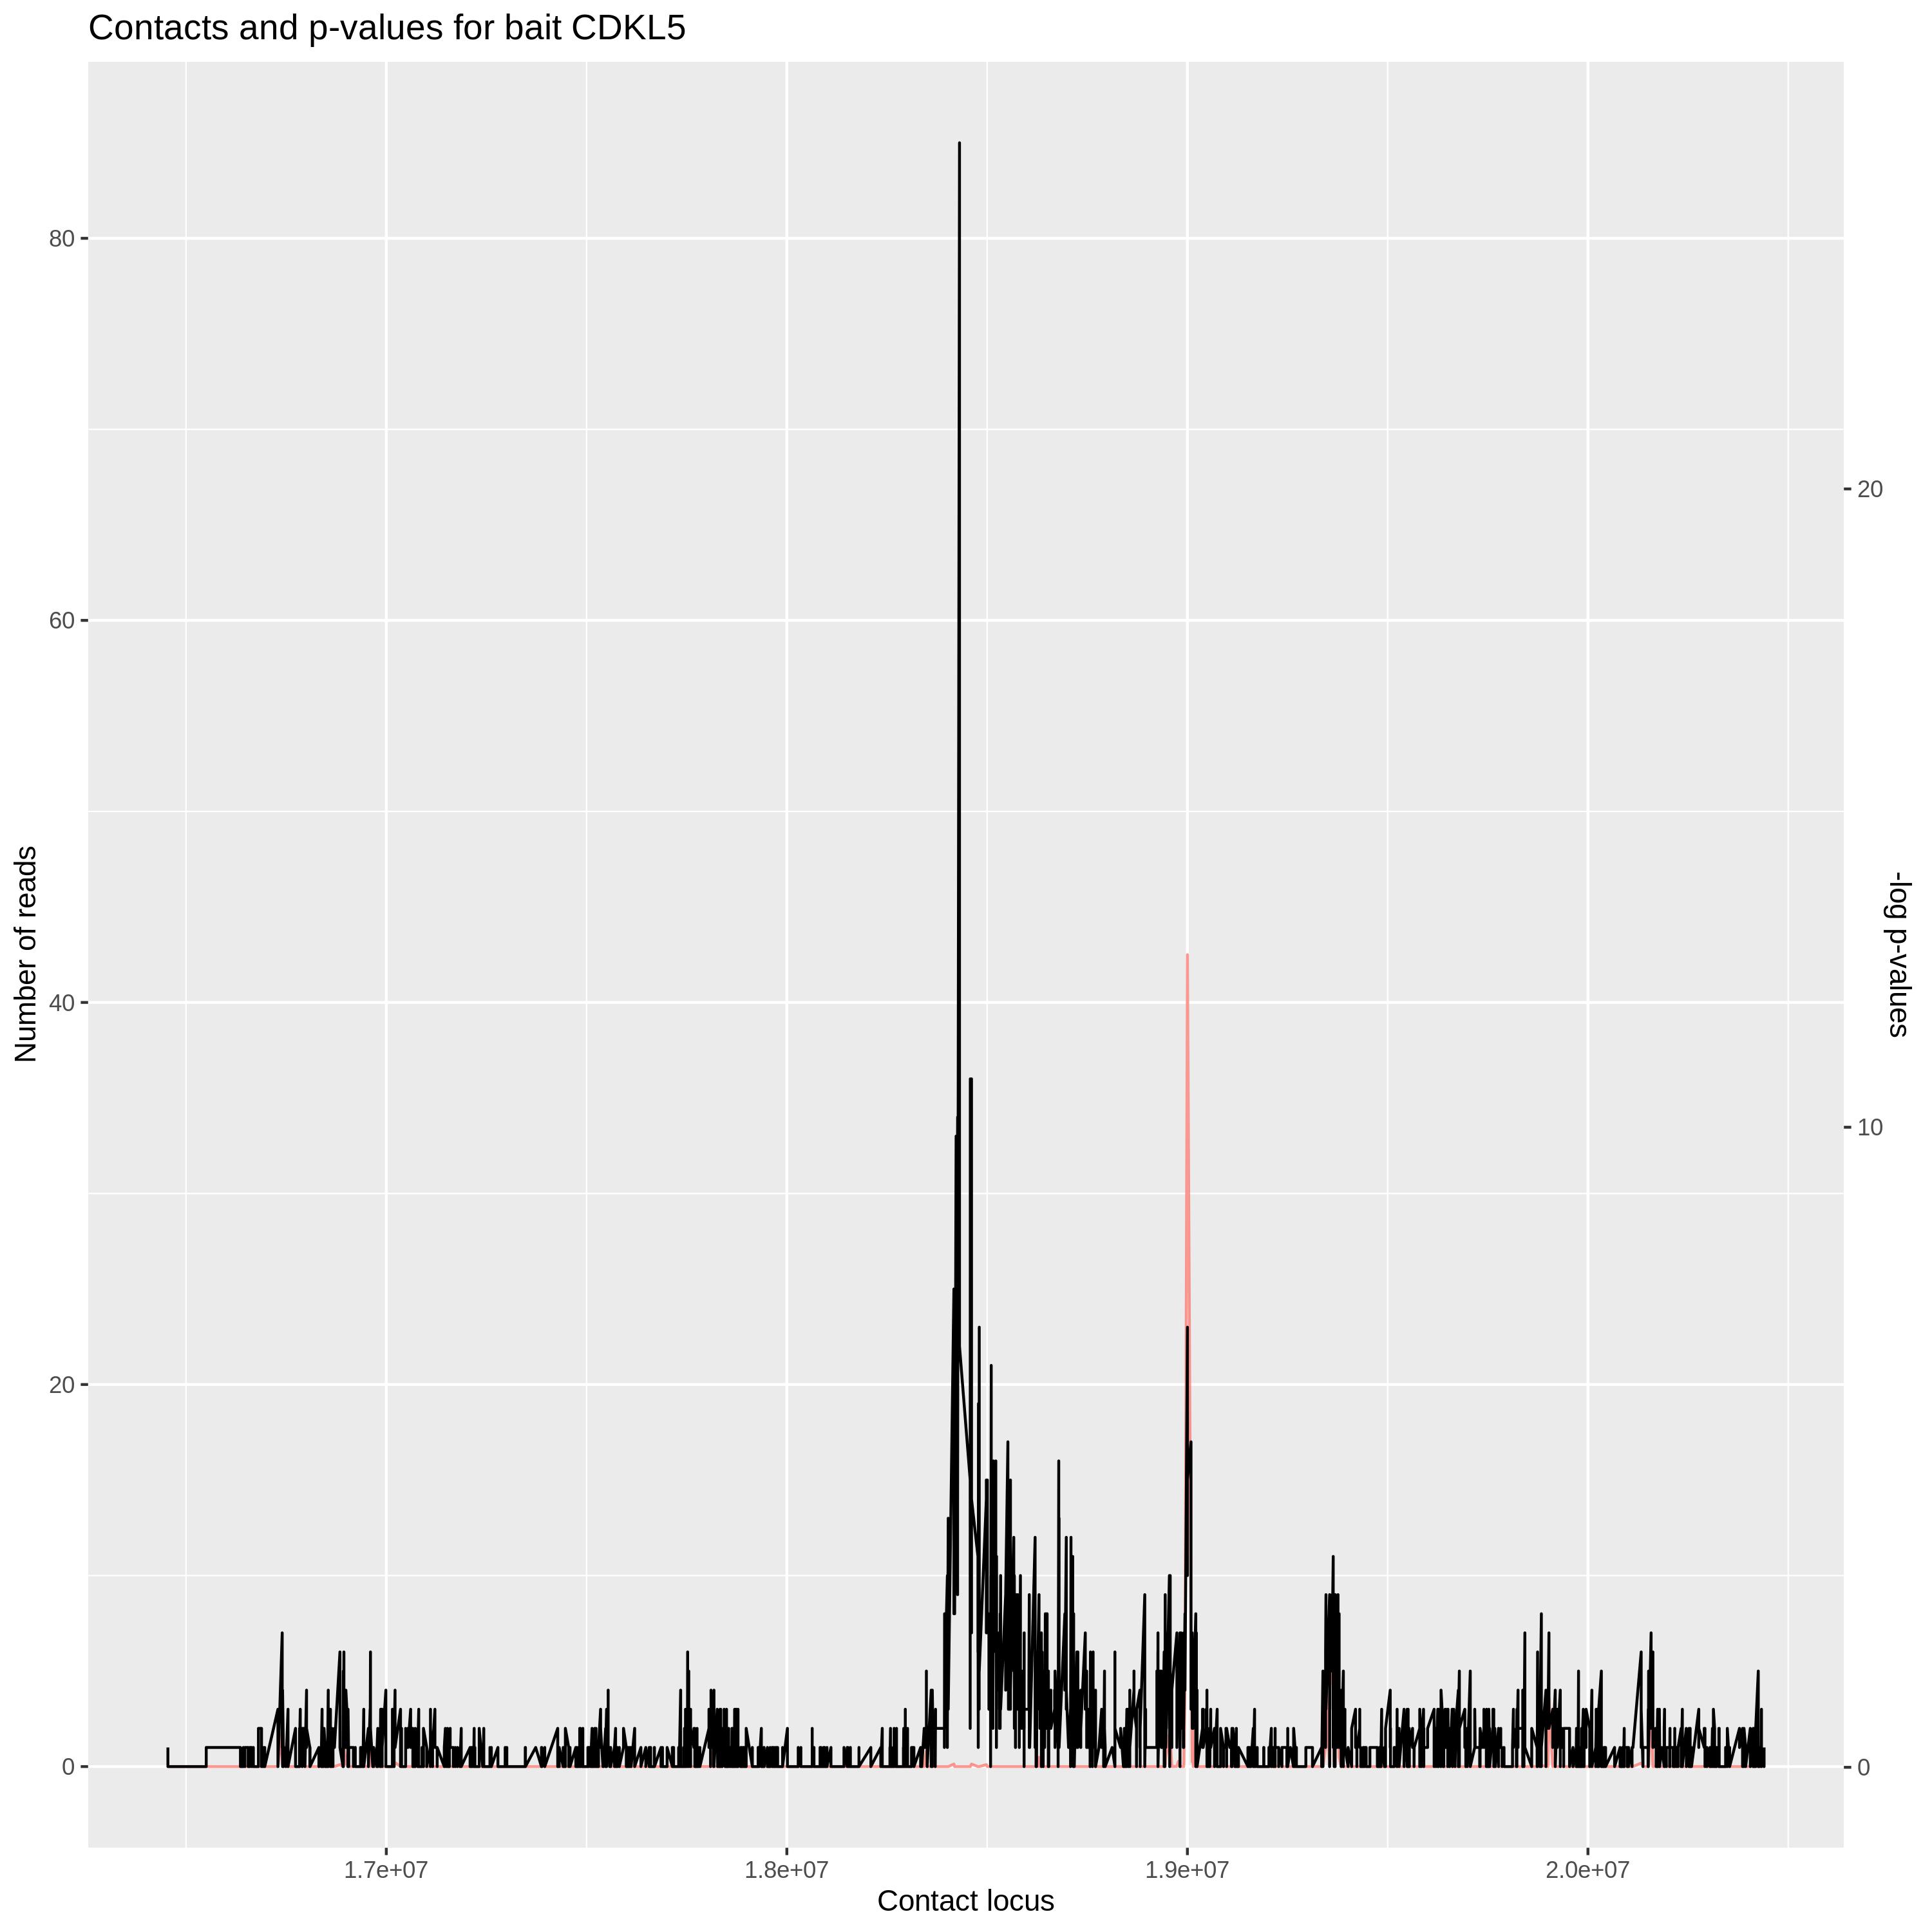 Contacts and p-values for bait CDKL5
80
60
40
20
0
Number of reads
20
10
0
-log p-values
1.7e+07
1.8e+07
1.9e+07
2.0e+07
Contact locus